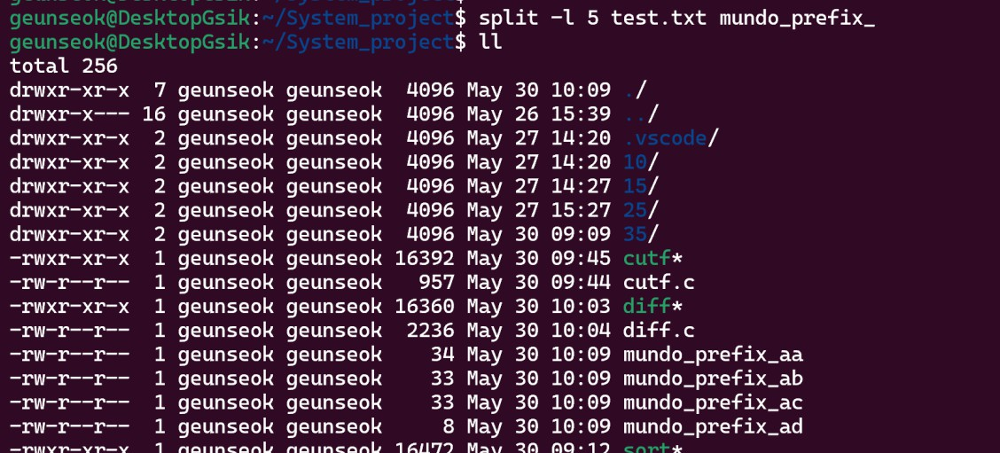 geunseok@DesktopGsik:~/System_project$
geunseok@DesktopGsik:~/System_project$ split -l 5 test.txt mundo_prefix_
geunseok@DesktopGsik:~/System_project$ ll
total 256
drwxr-xr-x  7 geunseok geunseok  4096 May 30 10:09 ./
drwxr-x--- 16 geunseok geunseok  4096 May 26 15:39 ../
drwxr-xr-x  2 geunseok geunseok  4096 May 27 14:20 .vscode/
drwxr-xr-x  2 geunseok geunseok  4096 May 27 14:20 10/
drwxr-xr-x  2 geunseok geunseok  4096 May 27 14:27 15/
drwxr-xr-x  2 geunseok geunseok  4096 May 27 15:27 25/
drwxr-xr-x  2 geunseok geunseok  4096 May 30 09:09 35/
-rwxr-xr-x  1 geunseok geunseok 16392 May 30 09:45 cutf*
-rw-r--r--  1 geunseok geunseok   957 May 30 09:44 cutf.c
-rwxr-xr-x  1 geunseok geunseok 16360 May 30 10:03 diff*
-rw-r--r--  1 geunseok geunseok  2236 May 30 10:04 diff.c
-rw-r--r--  1 geunseok geunseok    34 May 30 10:09 mundo_prefix_aa
-rw-r--r--  1 geunseok geunseok    33 May 30 10:09 mundo_prefix_ab
-rw-r--r--  1 geunseok geunseok    33 May 30 10:09 mundo_prefix_ac
-rw-r--r--  1 geunseok geunseok     8 May 30 10:09 mundo_prefix_ad
-rwxr-xr-x  1 geunseok geunseok 16472 May 30 09:12 sort*